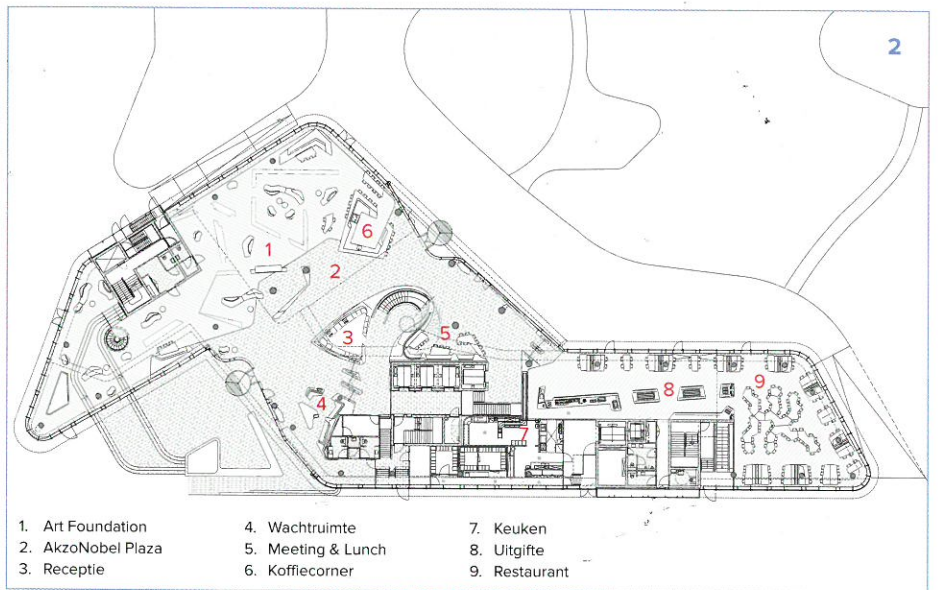 2
1
2
3
4
5
6
7
8
9
1. Art Foundation
2. AkzoNobel Plaza
3. Receptie
4. Wachtruimte
5. Meeting & Lunch
6. Koffiecorner
7. Keuken
8. Uitgifte
9. Restaurant